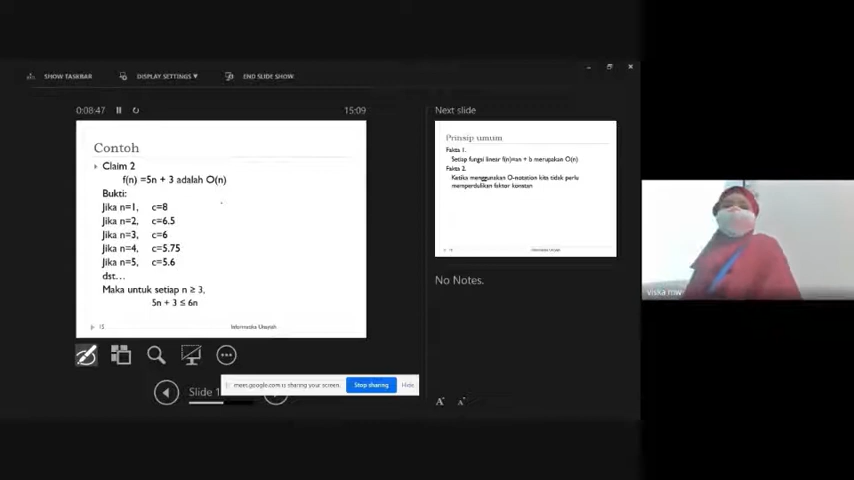 SHOW TASKBAR
DISPLAY SETTINGS ▼
END SLIDE SHOW
0:08:47
15:09
Next slide
Contoh
Claim 2
f(n) =5n + 3 adalah O(n)
Bukti:
Jika n=1, c=8
Jika n=2, c=6.5
Jika n=3, c=6
Jika n=4, c=5.75
Jika n=5, c=5.6
dst…
Maka untuk setiap n ≥ 3,
5n + 3 ≤ 6n
15
Prinsip umum
Fakta 1.
Setiap fungsi linear f(n)=an + b merupakan O(n)
Fakta 2.
Ketika menggunakan O-notation kita tidak perlu
memperdulikan faktor konstan
No Notes.
meet.google.com is sharing your screen.
Stop sharing
Hide
Slide 1
A
A